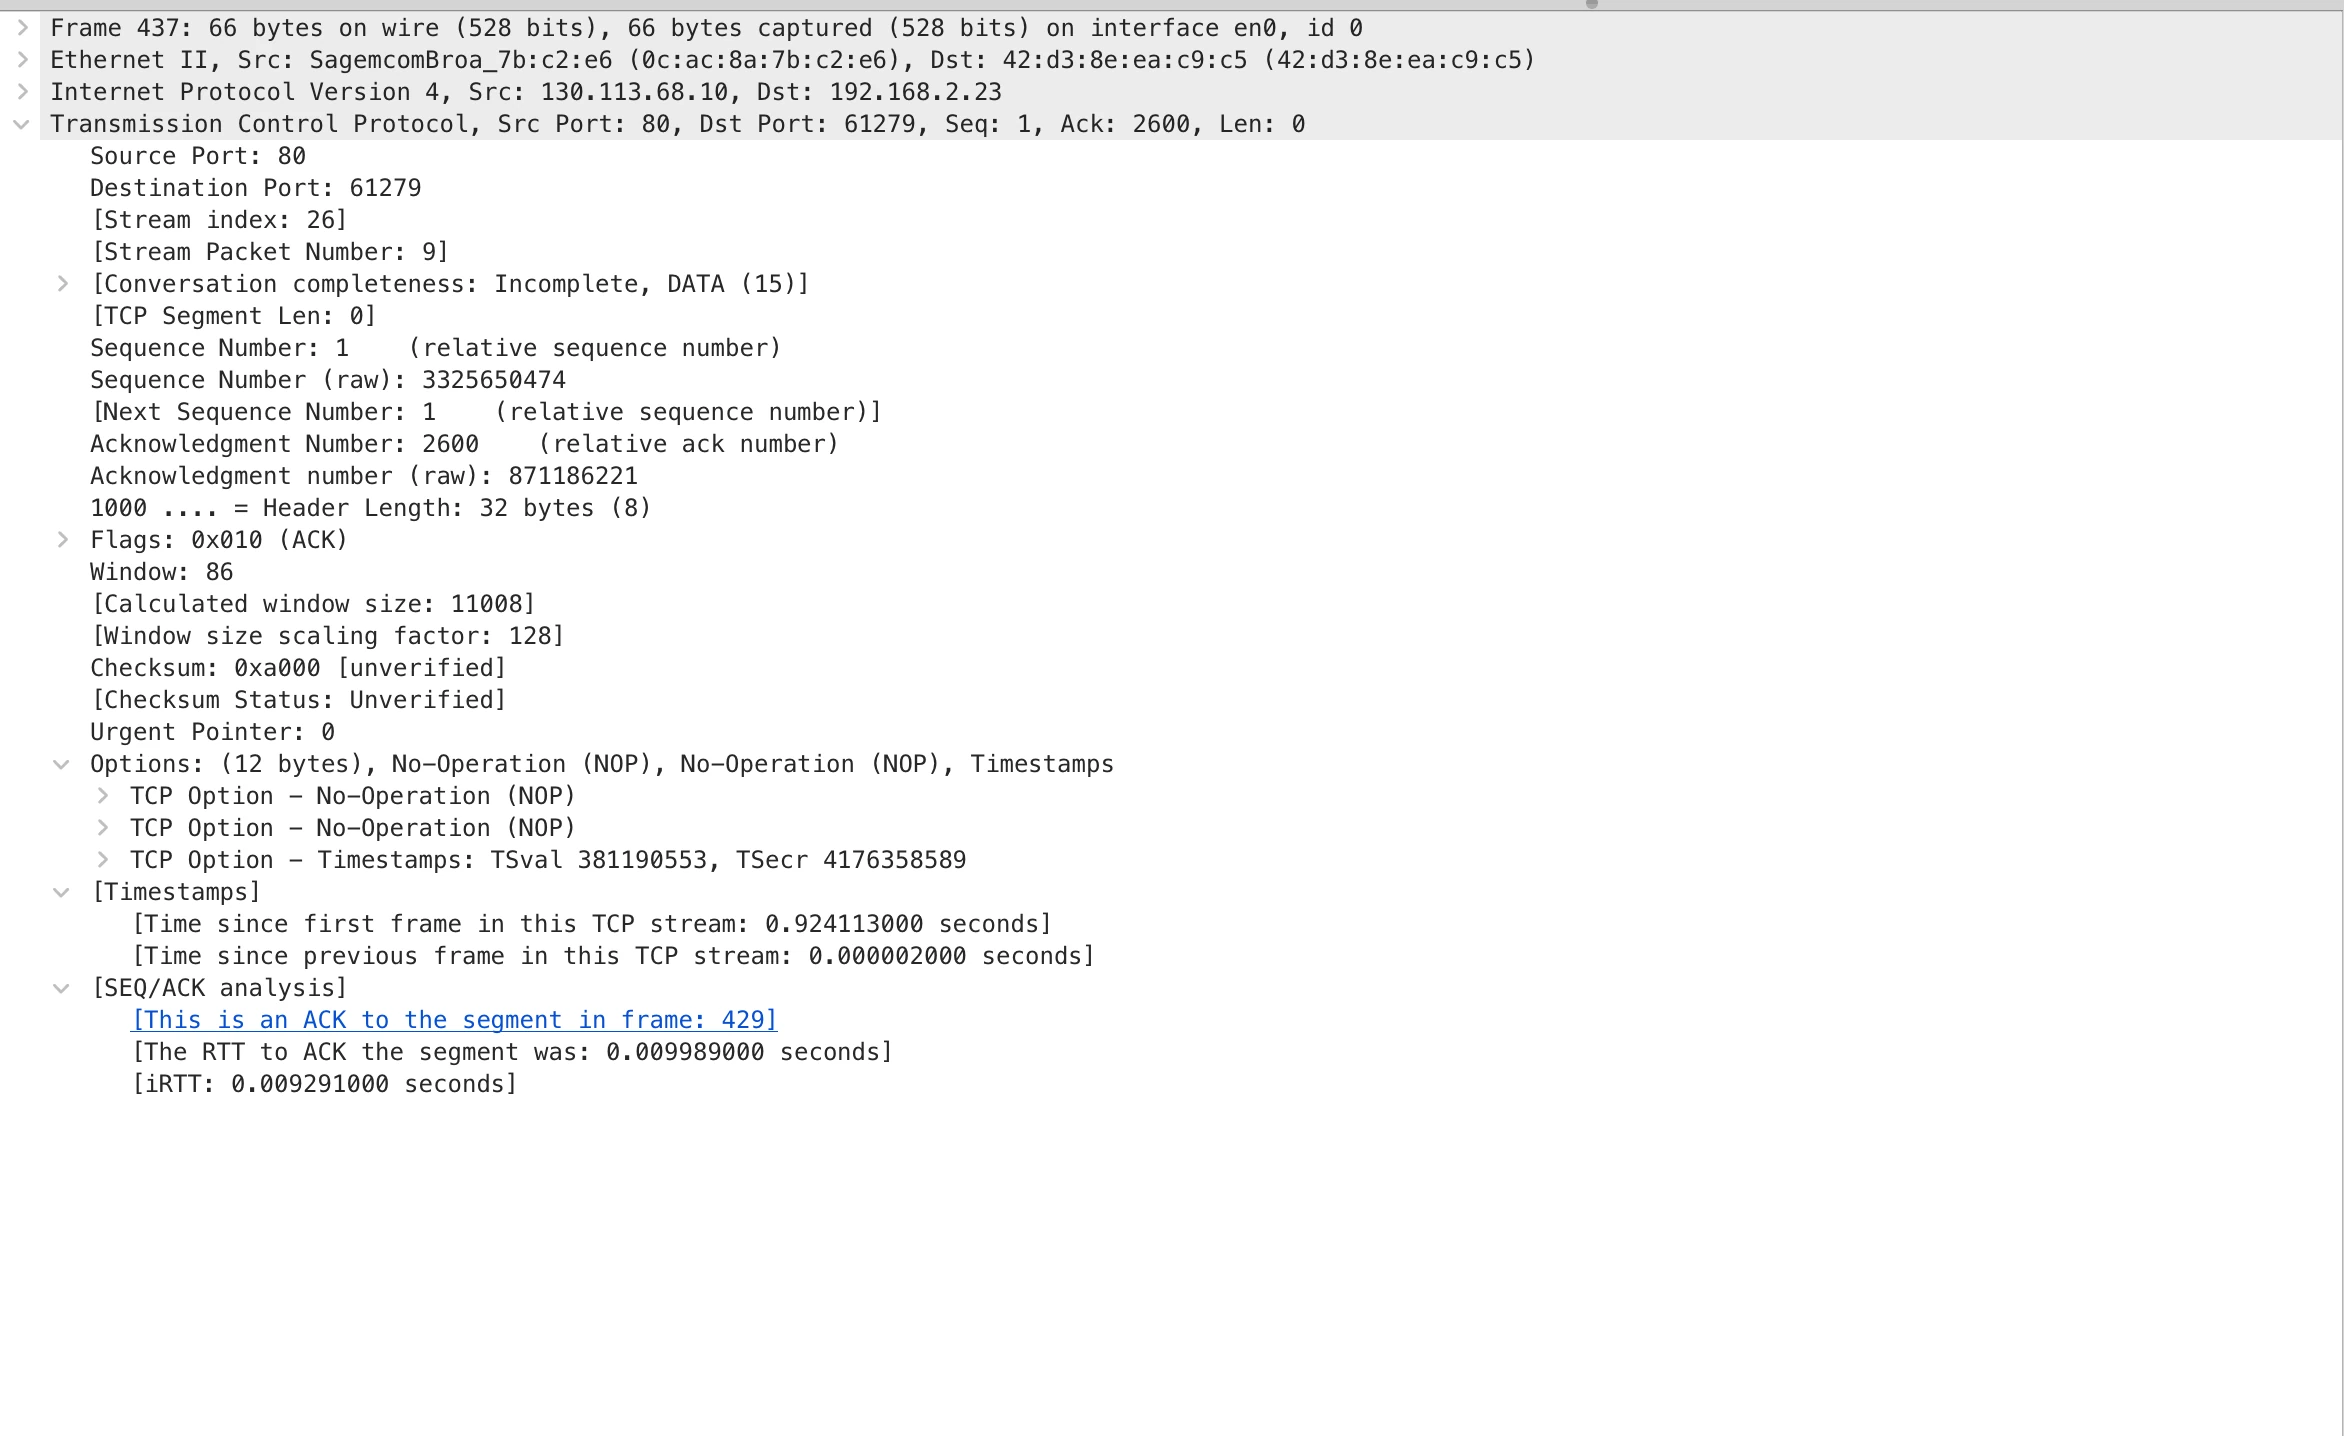 Frame 437: 66 bytes on wire (528 bits), 66 bytes captured (528 bits) on interface en0, id 0
Ethernet II, Src: SagemcomBroa_7b:c2:e6 (0c:ac:8a:7b:c2:e6), Dst: 42:d3:8e:ea:c9:c5 (42:d3:8e:ea:c9:c5)
Internet Protocol Version 4, Src: 130.113.68.10, Dst: 192.168.2.23
Transmission Control Protocol, Src Port: 80, Dst Port: 61279, Seq: 1, Ack: 2600, Len: 0
Source Port: 80
Destination Port: 61279
[Stream index: 26]
[Stream Packet Number: 9]
[Conversation completeness: Incomplete, DATA (15)]
[TCP Segment Len: 0]
Sequence Number: 1    (relative sequence number)
Sequence Number (raw): 3325650474
[Next Sequence Number: 1    (relative sequence number)]
Acknowledgment Number: 2600    (relative ack number)
Acknowledgment number (raw): 871186221
1000 .... = Header Length: 32 bytes (8)
Flags: 0x010 (ACK)
Window: 86
[Calculated window size: 11008]
[Window size scaling factor: 128]
Checksum: 0xa000 [unverified]
[Checksum Status: Unverified]
Urgent Pointer: 0
Options: (12 bytes), No-Operation (NOP), No-Operation (NOP), Timestamps
TCP Option - No-Operation (NOP)
TCP Option - No-Operation (NOP)
TCP Option - Timestamps: TSval 381190553, TSecr 4176358589
[Timestamps]
[Time since first frame in this TCP stream: 0.924113000 seconds]
[Time since previous frame in this TCP stream: 0.000002000 seconds]
[SEQ/ACK analysis]
[This is an ACK to the segment in frame: 429]
[The RTT to ACK the segment was: 0.009989000 seconds]
[iRTT: 0.009291000 seconds]